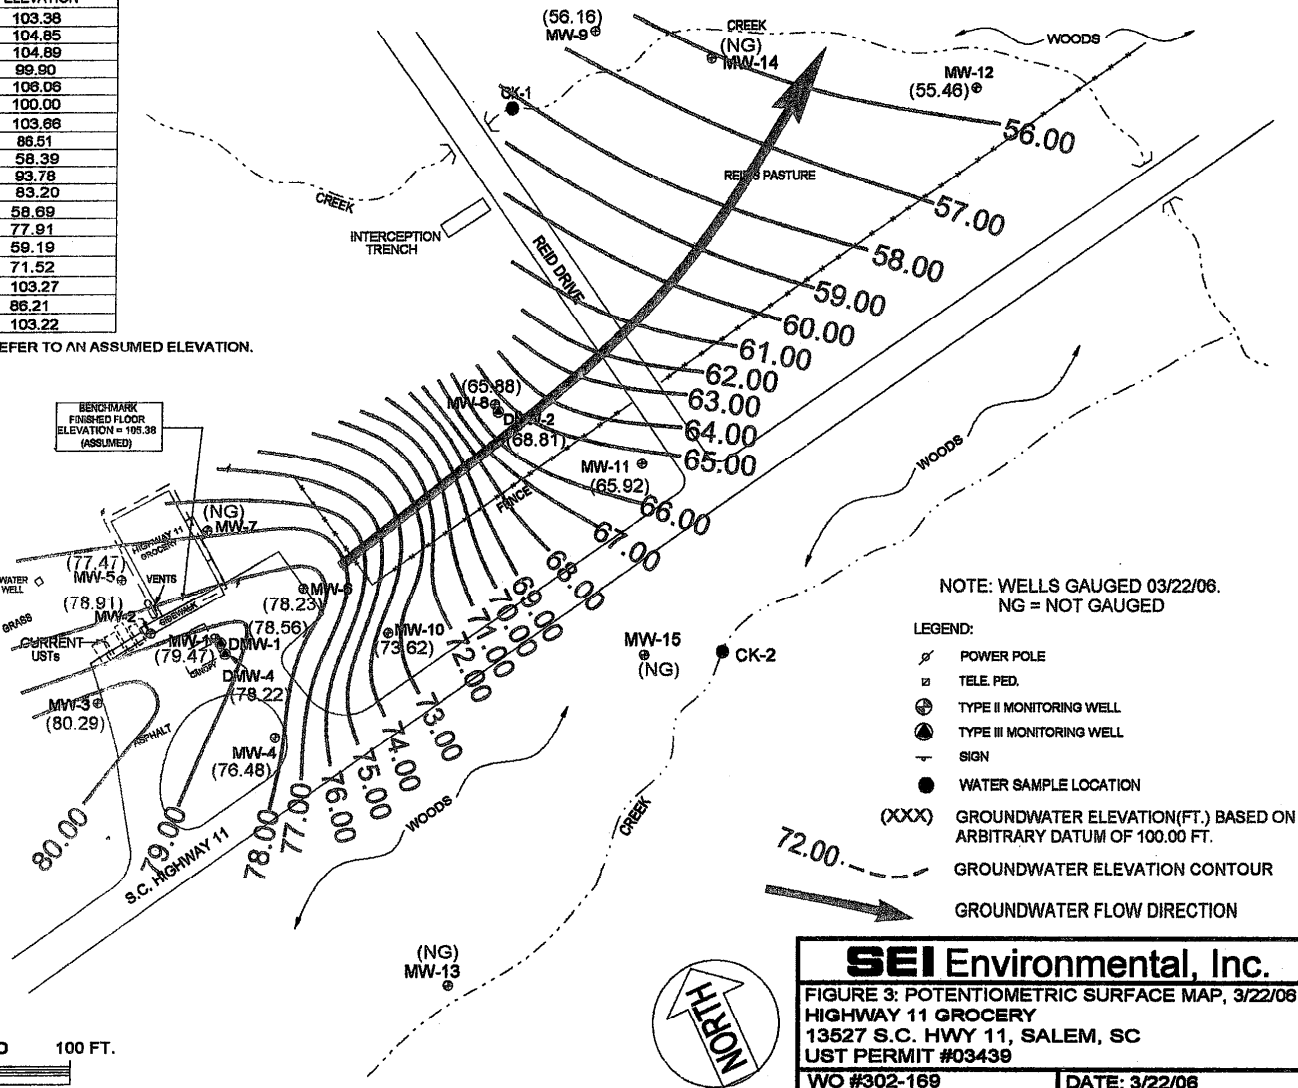 ELEVATION
103.38
104.85
104.89
99.90
106.06
100.00
103.66
86.51
58.39
93.78
83.20
58.69
77.91
59.19
71.52
103.27
86.21
103.22
EFER TO AN ASSUMED ELEVATION.
(56.16)
MW-9
CREEK
(NG)
MW-14
WOODS
MW-12
(55.46)
CK-1
56.00
REID'S PASTURE
57.00
CREEK
INTERCEPTION
TRENCH
REID DRIVE
58.00
59.00
60.00
61.00
62.00
63.00
64.00
65.00
66.00
67.00
68.00
69.00
70.00
71.00
72.00
73.00
74.00
75.00
76.00
77.00
78.00
79.00
80.00
BENCHMARK
FINISHED FLOOR
ELEVATION = 105.38
(ASSUMED)
(65.88)
MW-8
DMW-2
(68.81)
MW-11
(65.92)
FENCE
WOODS
(NG)
MW-7
HIGHWAY 11
GROCERY
(77.47)
MW-5
VENTS
WATER
WELL
(78.91)
MW-2
SIDEWALK
GRASS
CURRENT
USTs
MW-6
(78.23)
(78.56)
MW-1
DMW-1
(79.47)
CANOPY
DMW-4
(78.22)
MW-10
(73.62)
MW-3
(80.29)
ASPHALT
MW-4
(76.48)
S.C. HIGHWAY 11
WOODS
CREEK
MW-15
(NG)
CK-2
(NG)
MW-13
NOTE: WELLS GAUGED 03/22/06.
NG = NOT GAUGED
LEGEND:
POWER POLE
TELE. PED.
TYPE II MONITORING WELL
TYPE III MONITORING WELL
SIGN
WATER SAMPLE LOCATION
(XXX) GROUNDWATER ELEVATION(FT.) BASED ON
ARBITRARY DATUM OF 100.00 FT.
72.00 GROUNDWATER ELEVATION CONTOUR
GROUNDWATER FLOW DIRECTION
NORTH
100 FT.
SEI Environmental, Inc.
FIGURE 3: POTENTIOMETRIC SURFACE MAP, 3/22/06
HIGHWAY 11 GROCERY
13527 S.C. HWY 11, SALEM, SC
UST PERMIT #03439
WO #302-169
DATE: 3/22/06